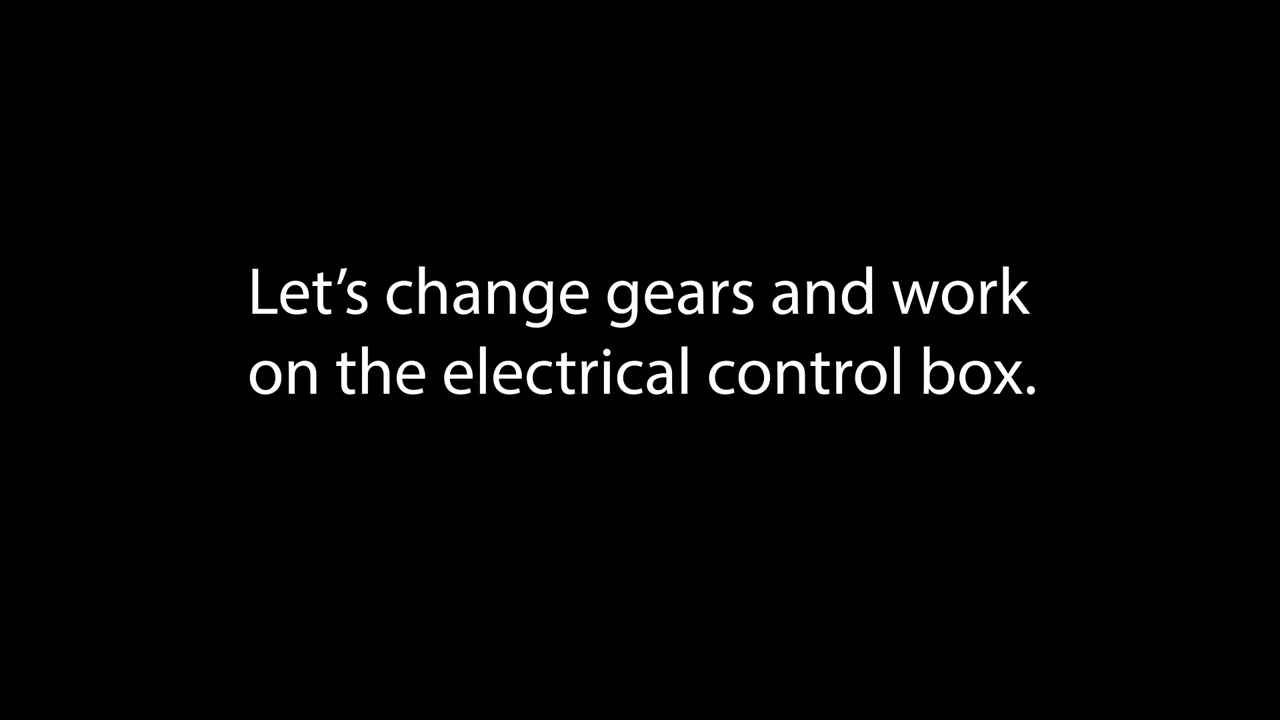 Let’s change gears and work
on the electrical control box.